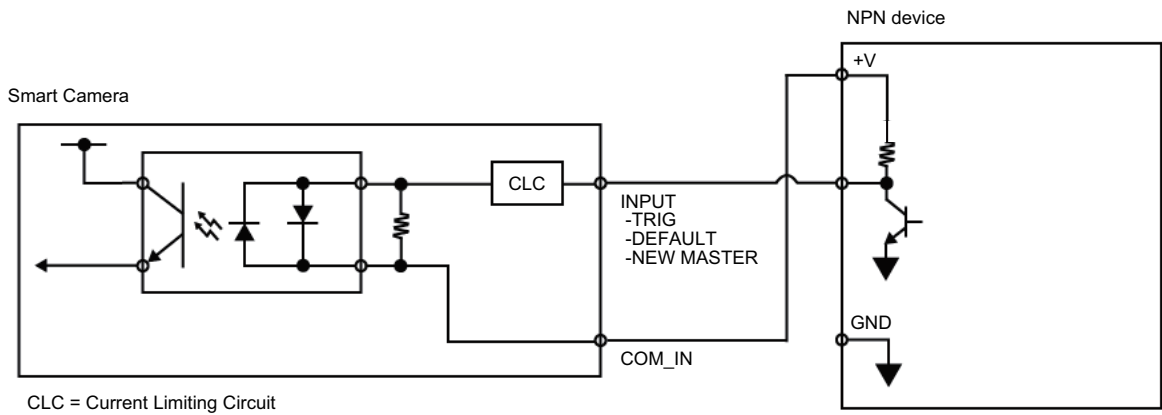 NPN device
+V
Smart Camera
CLC
INPUT
-TRIG
-DEFAULT
-NEW MASTER
GND
COM_IN
CLC = Current Limiting Circuit